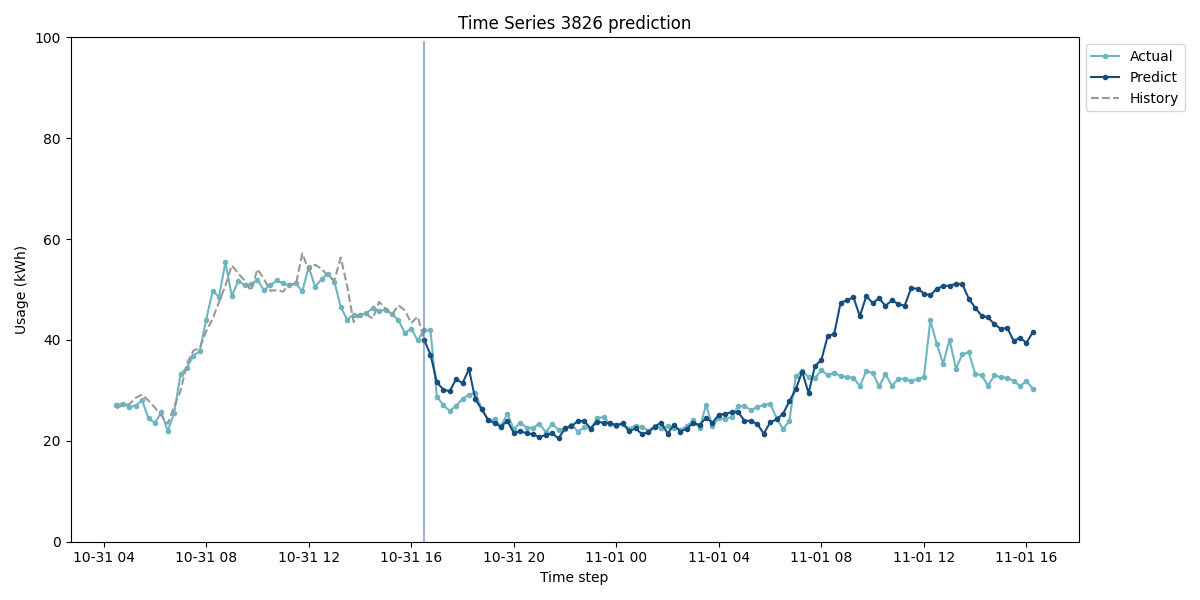 Time Series 3826 prediction
100
80
60
40
20
0
Usage (kWh)
10-31 04
10-31 08
10-31 12
10-31 16
10-31 20
11-01 00
11-01 04
11-01 08
11-01 12
11-01 16
Time step
Actual
Predict
History